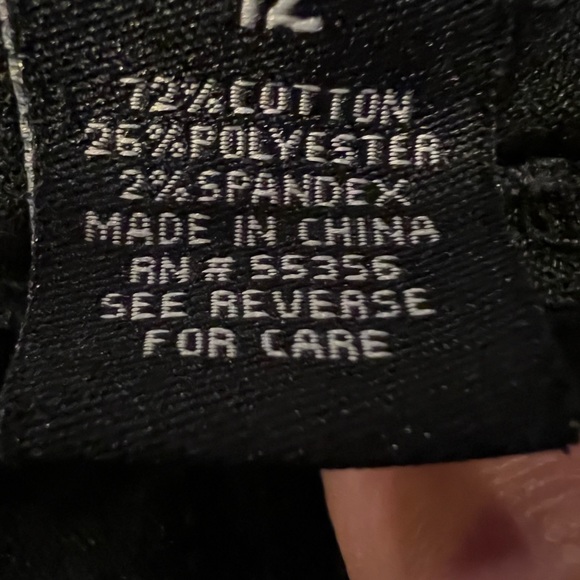 12
72% COTTON
26% POLYESTER
2% SPANDEX
MADE IN CHINA
RN # 55356
SEE REVERSE
FOR CARE